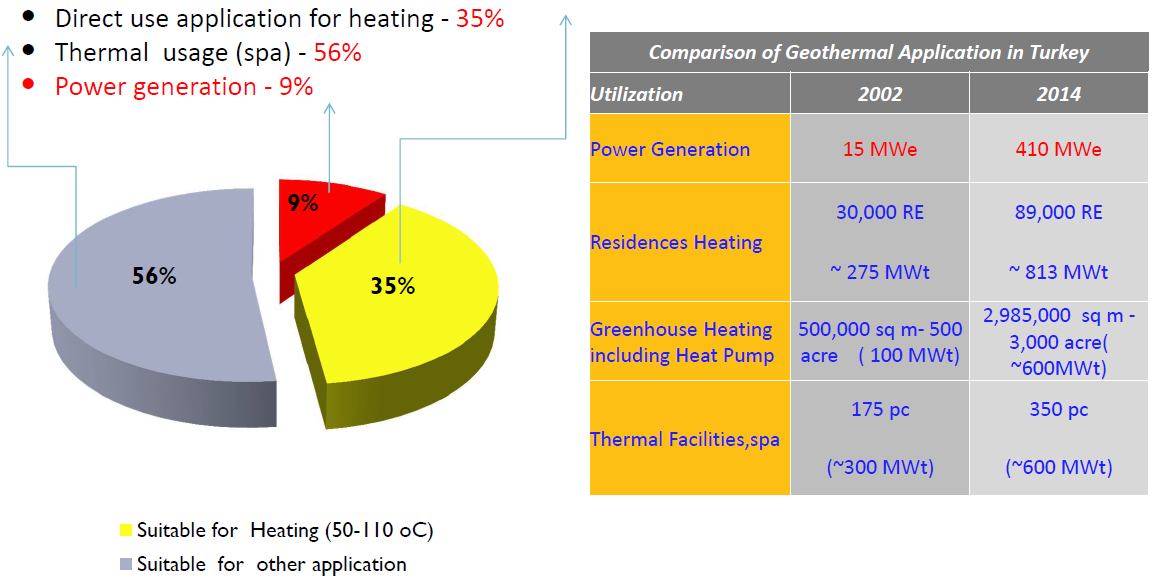 • Direct use application for heating - 35%
• Thermal usage (spa) - 56%
• Power generation - 9%
9%
56%
35%
Suitable for Heating (50-110 oC)
Suitable for other application
Comparison of Geothermal Application in Turkey
Utilization 2002 2014
Power Generation 15 MWe 410 MWe
Residences Heating
30,000 RE
~ 275 MWt
89,000 RE
~ 813 MWt
Greenhouse Heating
including Heat Pump
500,000 sq m- 500
acre ( 100 MWt)
2,985,000 sq m -
3,000 acre(
~600MWt)
Thermal Facilities,spa
175 pc
(~300 MWt)
350 pc
(~600 MWt)